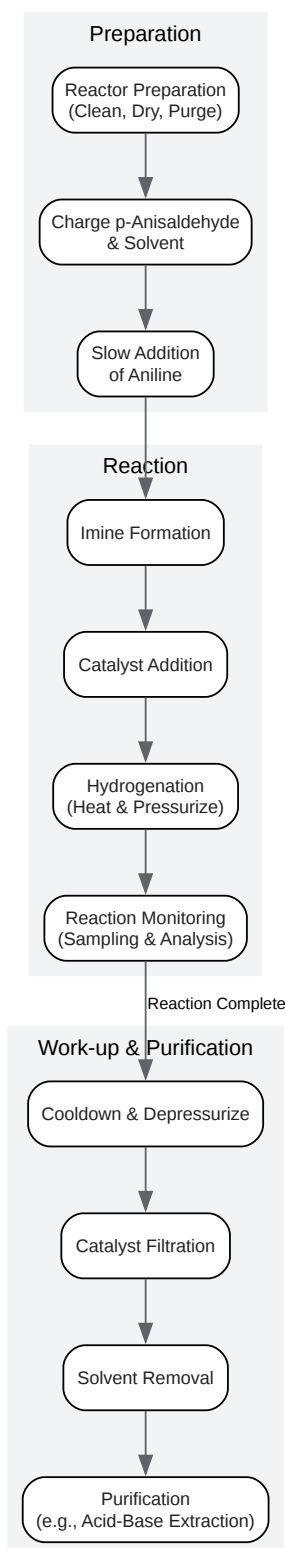 Preparation
Reactor Preparation
(Clean, Dry, Purge)
Charge p-Anisaldehyde
& Solvent
Slow Addition
of Aniline
Reaction
Imine Formation
Catalyst Addition
Hydrogenation
(Heat & Pressurize)
Reaction Monitoring
(Sampling & Analysis)
Reaction Complete
Work-up & Purification
Cooldown & Depressurize
Catalyst Filtration
Solvent Removal
Purification
(e.g., Acid-Base Extraction)